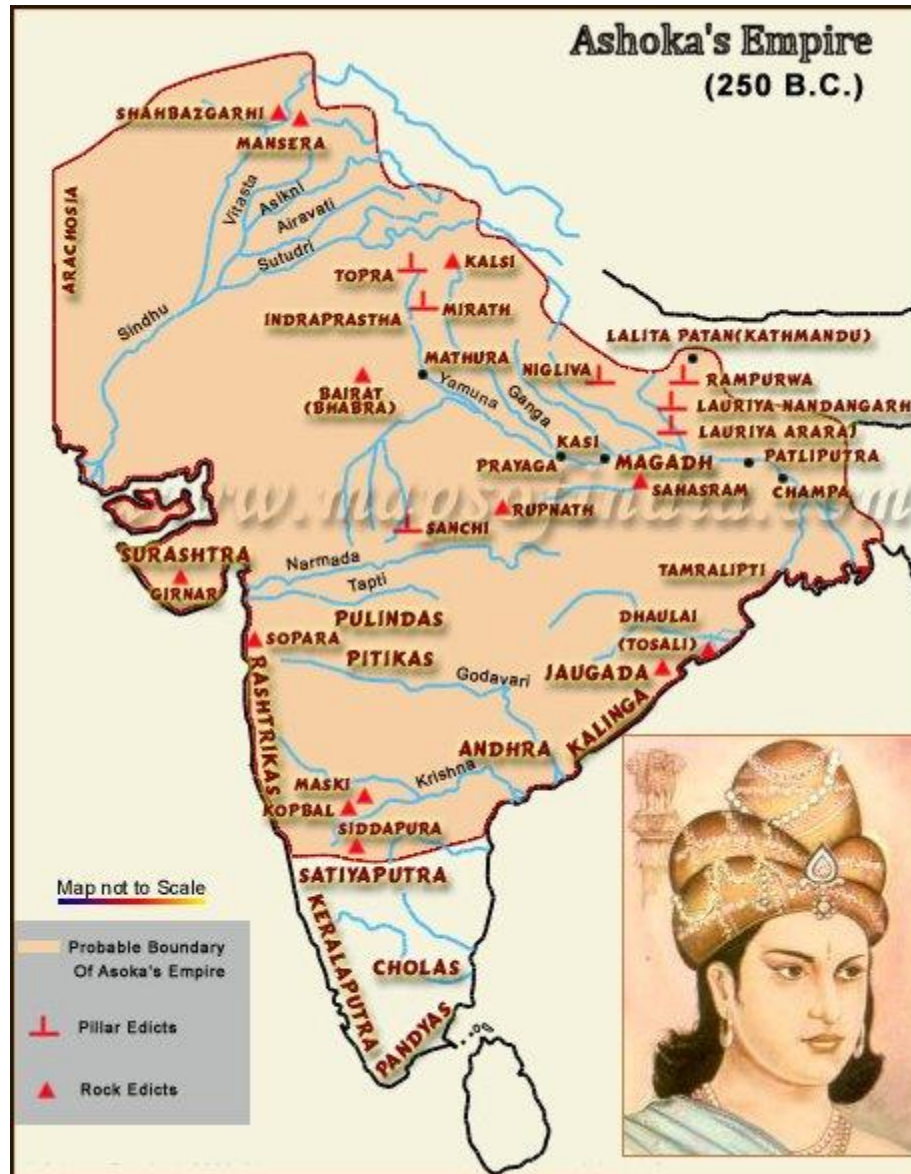 Ashoka's Empire
(250 B.C.)
SHAHBAZGARHI
MANSERA
ARACHOSIA
Vitasta
Asikni
Airavati
Sutudri
Sindhu
TOPRA
KALSI
INDRAPRASTHA
MIRATH
LALITA PATAN(KATHMANDU)
MATHURA
NIGLIVA
RAMPURWA
BAIRAT
(BHABRA)
Yamuna
Ganga
LAURIYA-NANDANGARH
LAURIYA ARARAJ
KASI
PRAYAGA
MAGADH
PATLIPUTRA
SAHASRAM
CHAMPA
www.mapsofindia.com
RUPNATH
SANCHI
SURASHTRA
GIRNAR
Narmada
Tapti
TAMRALIPTI
PULINDAS
DHAULAI
(TOSALI)
SOPARA
PITIKAS
JAUGADA
Godavari
RASHTRIKAS
KALINGA
ANDHRA
Krishna
MASKI
KOPBAL
SIDDAPURA
SATIYAPUTRA
KERALAPUTRA
CHOLAS
PANDYAS
Map not to Scale
Probable Boundary
Of Asoka's Empire
Pillar Edicts
Rock Edicts